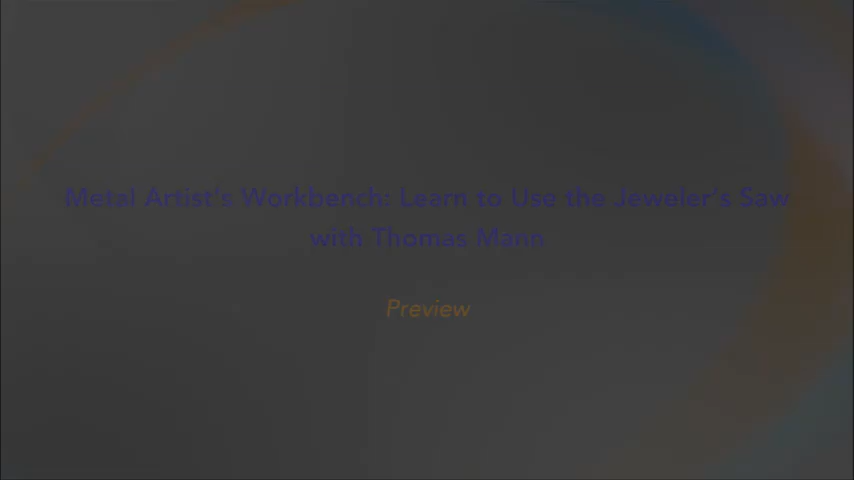 Metal Artist's Workbench: Learn to Use the Jeweler's Saw
with Thomas Mann
Preview